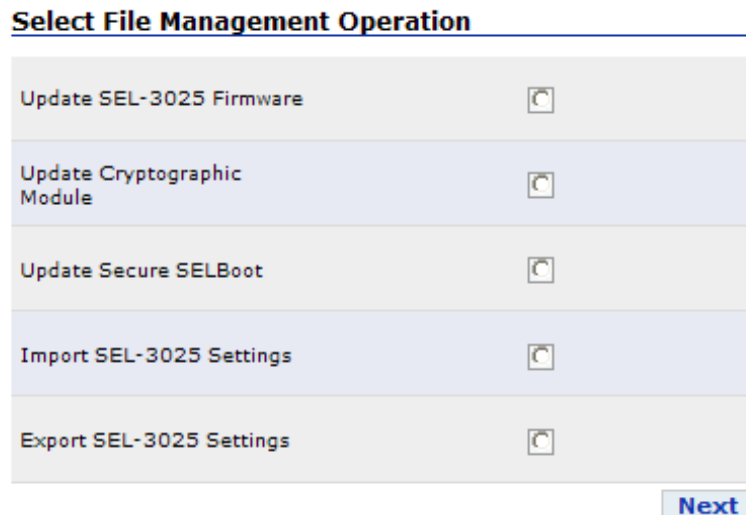 Select File Management Operation
Update SEL-3025 Firmware
Update Cryptographic
Module
Update Secure SELBoot
Import SEL-3025 Settings
Export SEL-3025 Settings
Next